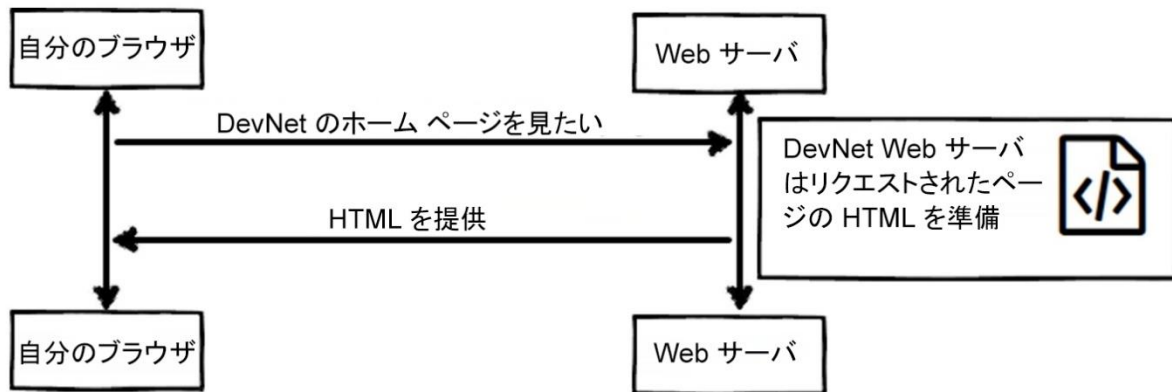 自分のブラウザ
Web サーバ
DevNet のホーム ページを見たい
DevNet Web サーバ
はリクエストされたペー
ジの HTML を準備
</>
HTML を提供
自分のブラウザ
Web サーバ